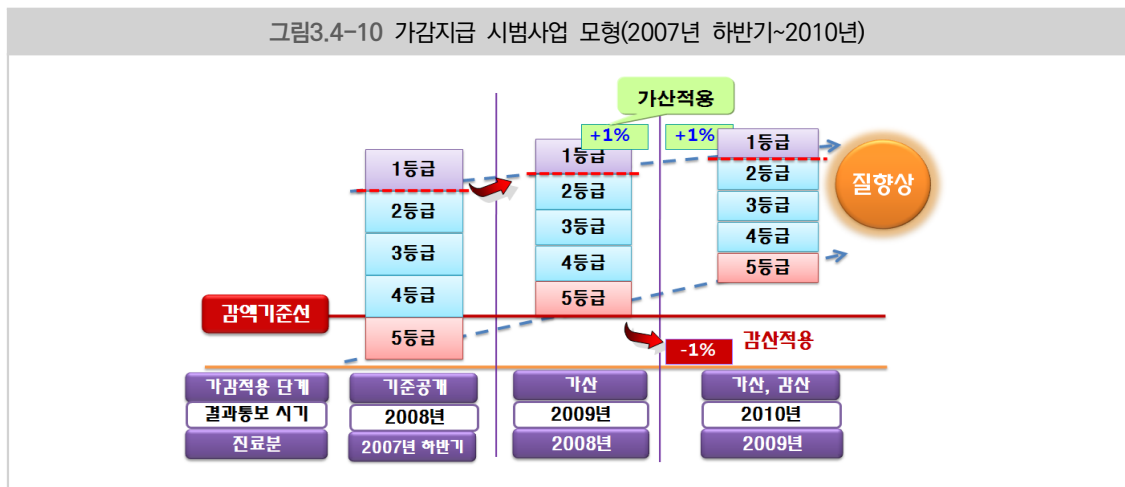 그림3.4-10 가감지급 시범사업 모형(2007년 하반기~2010년)
가산적용
+1%
+1%
1등급
2등급
3등급
4등급
5등급
1등급
2등급
3등급
4등급
5등급
1등급
2등급
3등급
4등급
5등급
질향상
감액기준선
-1%
감산적용
가감적용 단계
기준공개
가산
가산, 감산
결과통보 시기
2008년
2009년
2010년
진료분
2007년 하반기
2008년
2009년